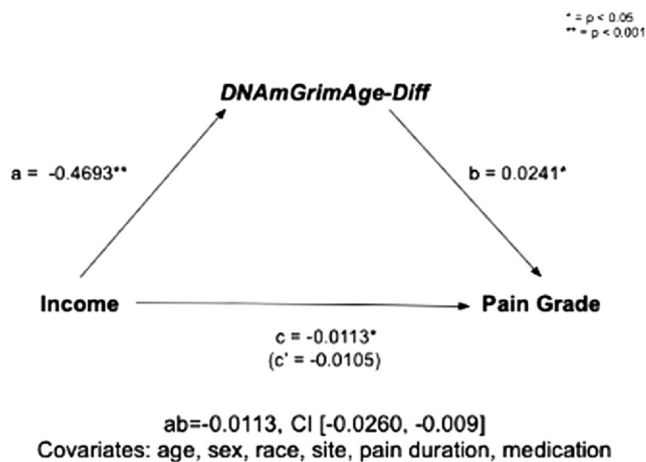 * = p < 0.05
** = p < 0.001
DNAmGrimAge-Diff
a = -0.4693**
b = 0.0241*
Income
Pain Grade
c = -0.0113*
(c' = -0.0105)
ab=-0.0113, CI [-0.0260, -0.009]
Covariates: age, sex, race, site, pain duration, medication